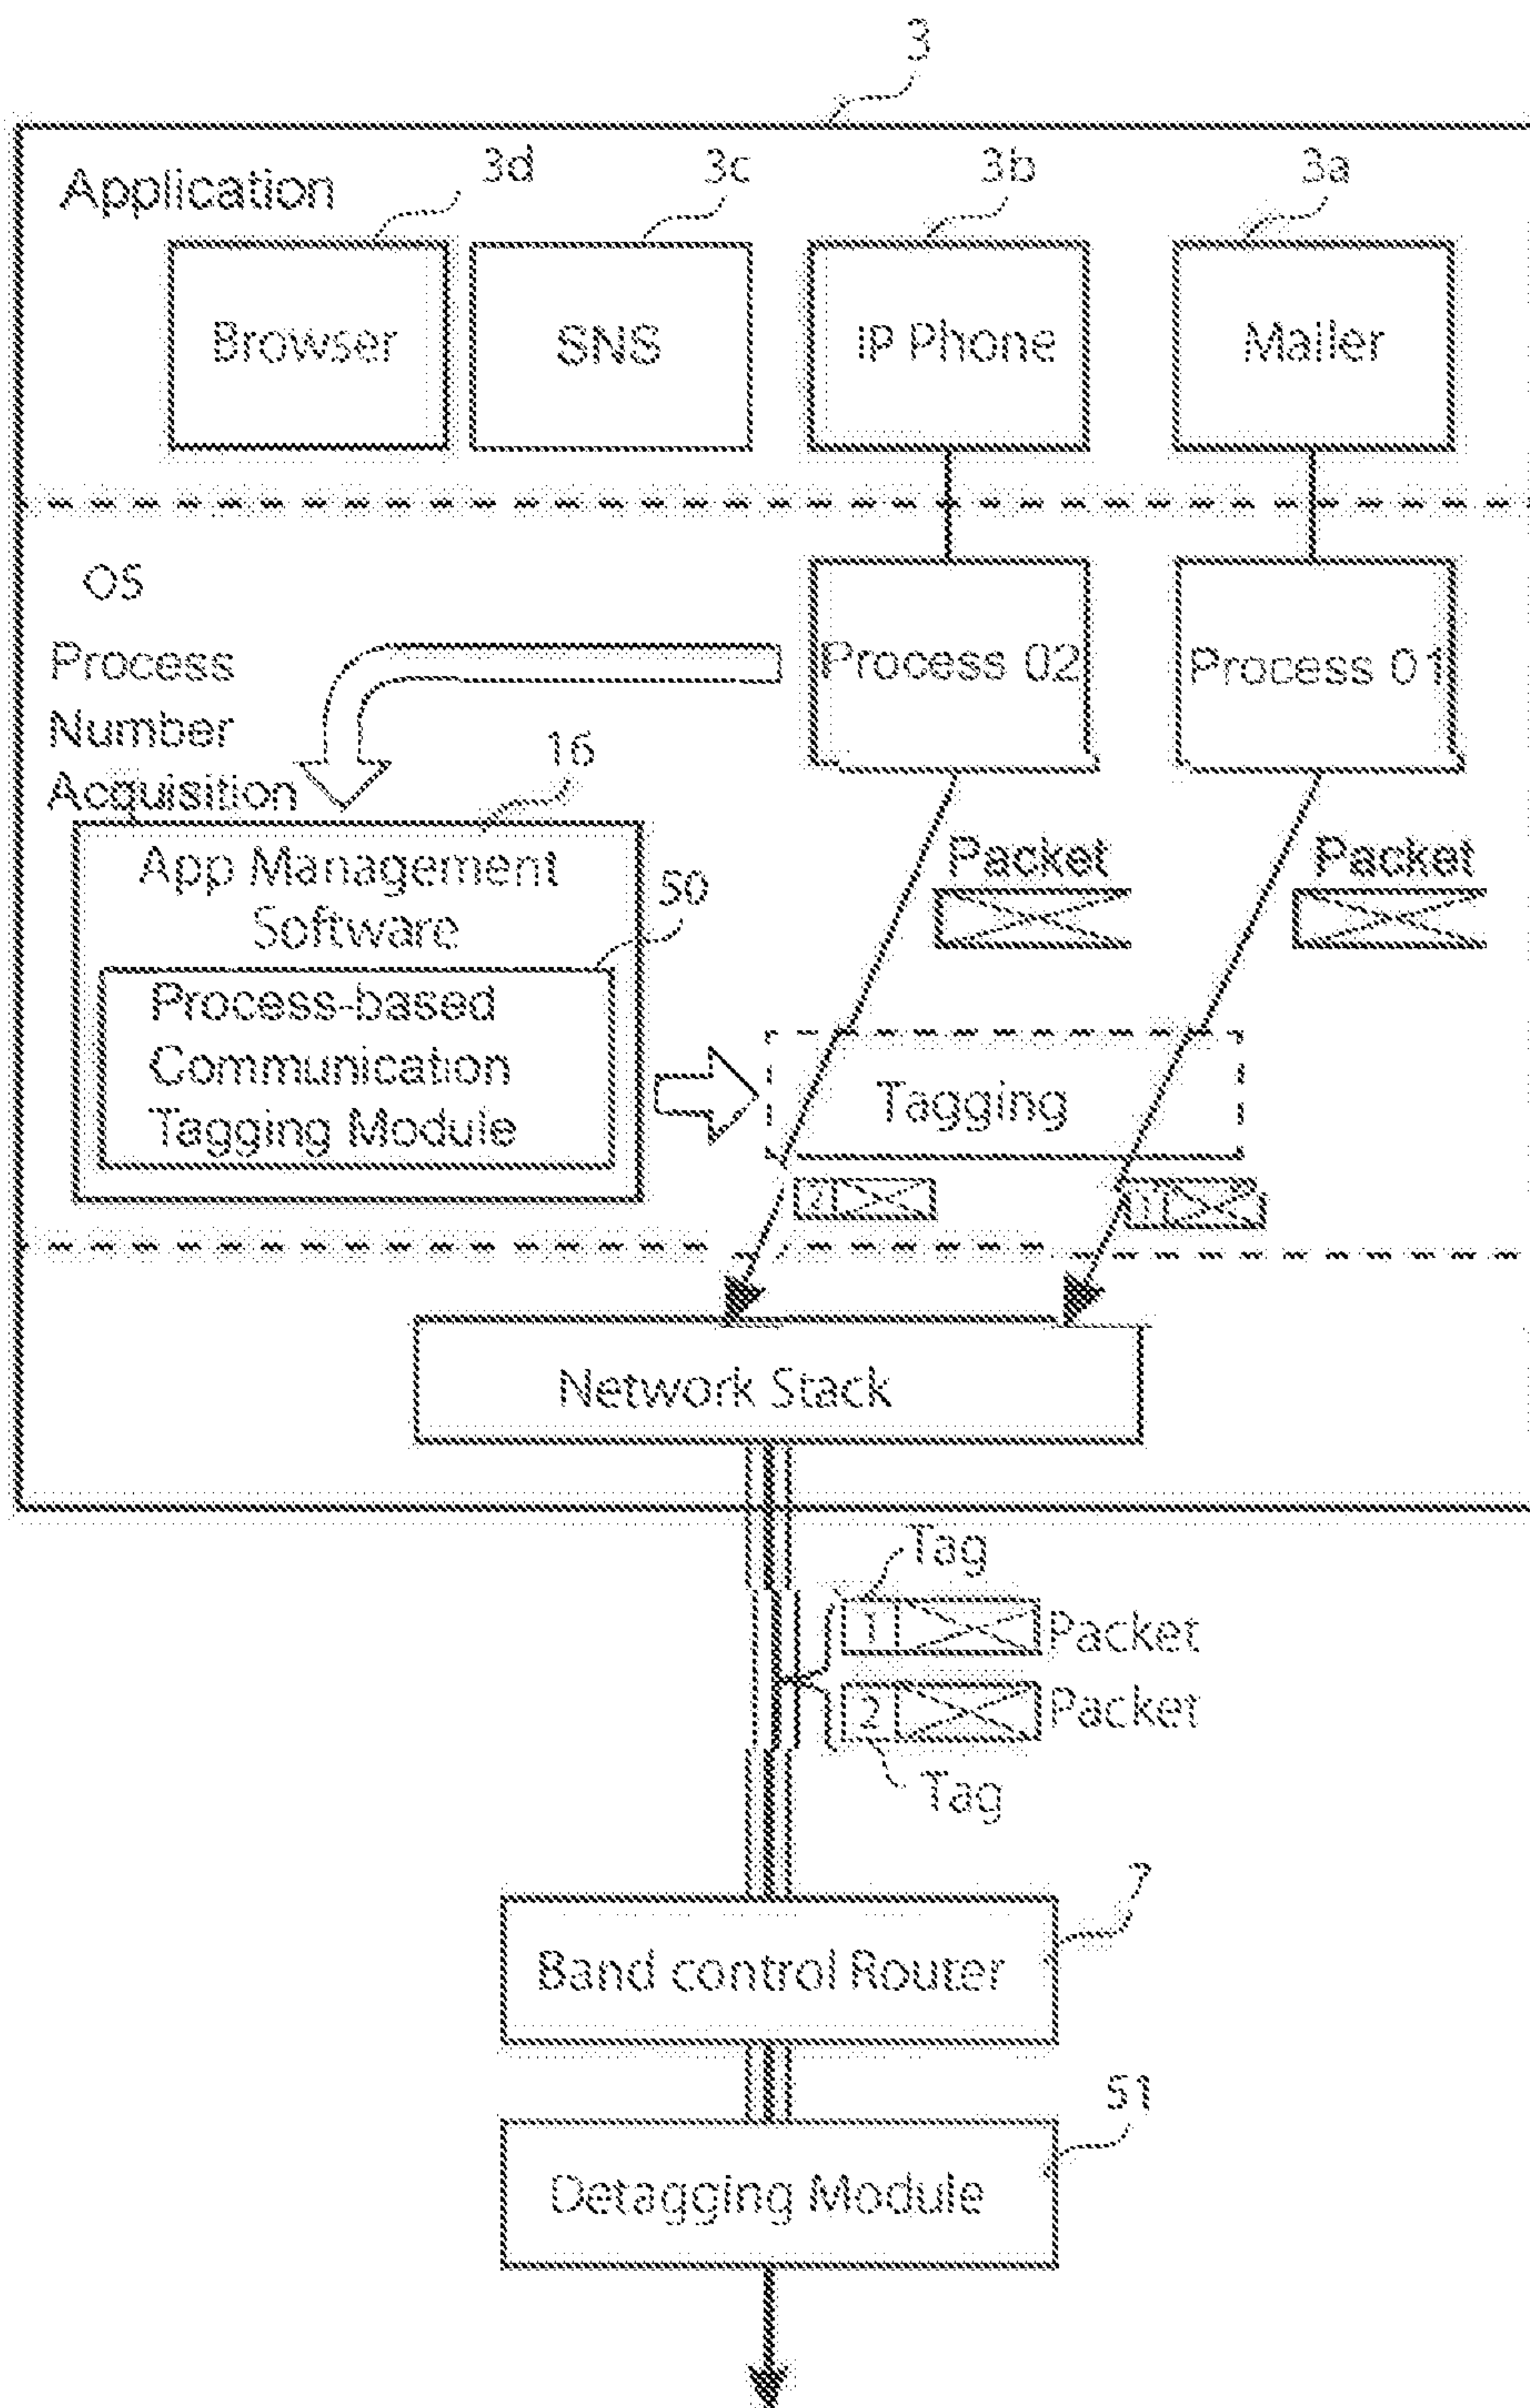 3
Application
3d
3c
3b
3a
Browser
SNS
IP Phone
Mailer
OS
Process
Number
Acquisition
Process 02
Process 01
16
App Management
Software
50
Process-based
Communication
Tagging Module
Packet
Packet
Tagging
2
1
Network Stack
Tag
1
Packet
2
Packet
Tag
7
Band control Router
51
Detagging Module